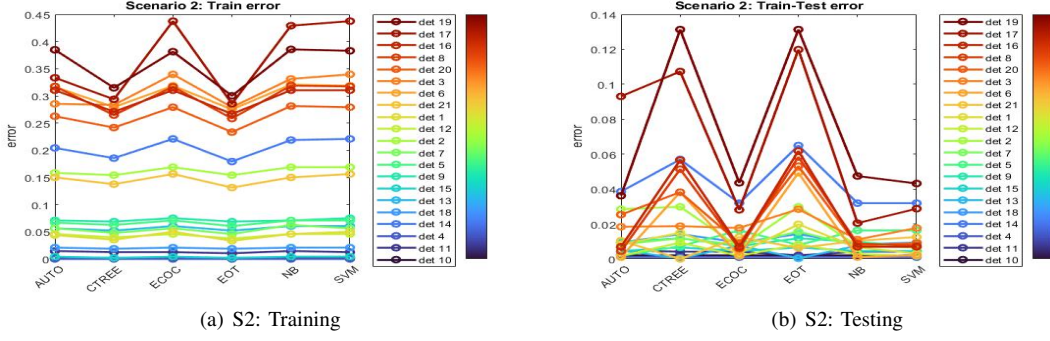 Scenario 2: Train error
0.45
0.4
0.35
0.3
0.25
0.2
0.15
0.1
0.05
0
error
AUTO
CTREE
ECOC
EOT
NB
SVM
det 19
det 17
det 16
det 8
det 20
det 3
det 6
det 21
det 1
det 12
det 2
det 7
det 5
det 9
det 15
det 13
det 18
det 14
det 4
det 11
det 10
(a) S2: Training
Scenario 2: Train-Test error
0.14
0.12
0.1
0.08
0.06
0.04
0.02
0
error
AUTO
CTREE
ECOC
EOT
NB
SVM
det 19
det 17
det 16
det 8
det 20
det 3
det 6
det 21
det 1
det 12
det 2
det 7
det 5
det 9
det 15
det 13
det 18
det 14
det 4
det 11
det 10
(b) S2: Testing